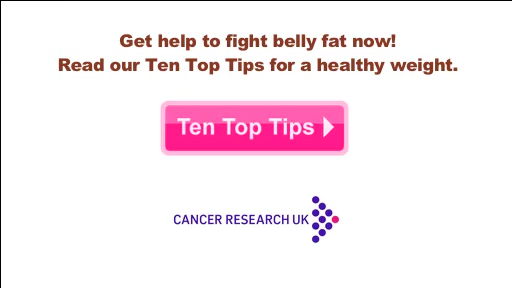 Get help to fight belly fat now!
Read our Ten Top Tips for a healthy weight.
Ten Top Tips
CANCER RESEARCH UK